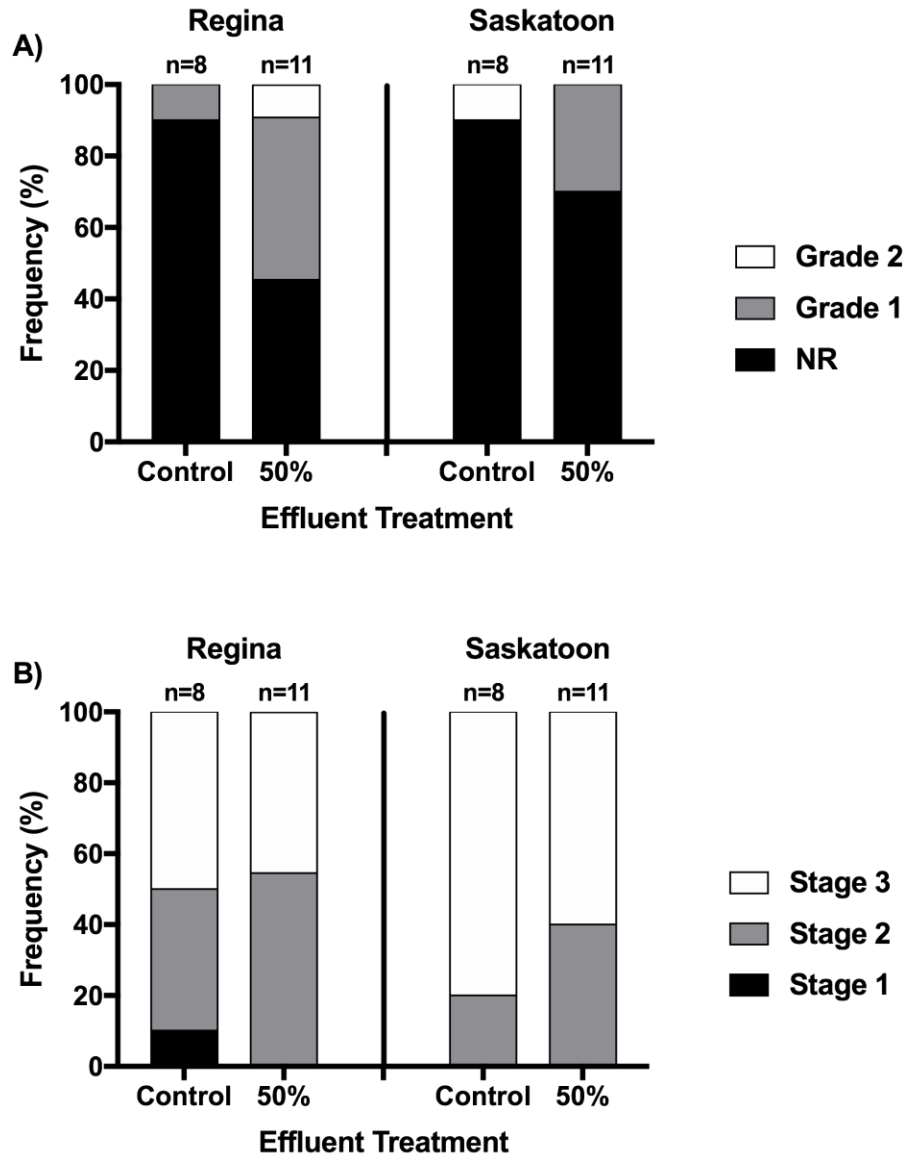 A)
Regina Saskatoon
n=8 n=11 n=8 n=11
100
80
60
40
20
0
Frequency (%)
Control 50% Control 50%
Effluent Treatment
Grade 2
Grade 1
NR
B)
Regina Saskatoon
n=8 n=11 n=8 n=11
100
80
60
40
20
0
Frequency (%)
Control 50% Control 50%
Effluent Treatment
Stage 3
Stage 2
Stage 1